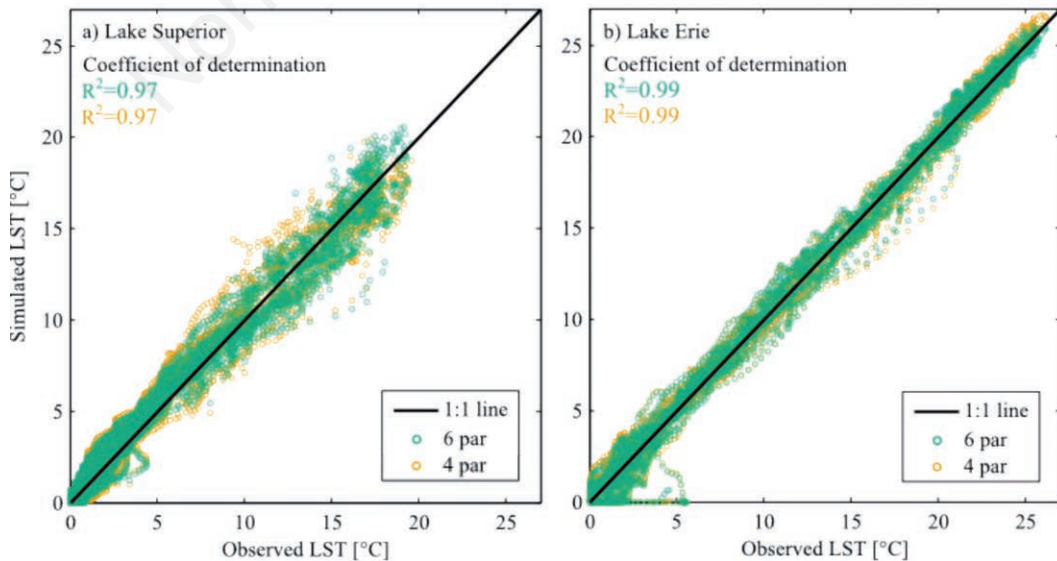 a) Lake Superior
Coefficient of determination
R²=0.97
R²=0.97
25
20
15
10
5
0
Simulated LST [°C]
1:1 line
6 par
4 par
0 5 10 15 20 25
Observed LST [°C]
b) Lake Erie
Coefficient of determination
R²=0.99
R²=0.99
25
20
15
10
5
0
1:1 line
6 par
4 par
0 5 10 15 20 25
Observed LST [°C]